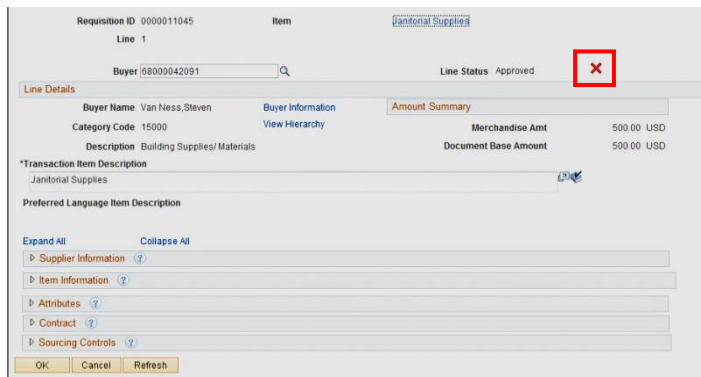 Requisition ID 0000011045 Item Janitorial Supplies
Line 1
Buyer 68000042091 Line Status Approved
Line Details
Buyer Name Van Ness,Steven Buyer Information Amount Summary
Category Code 15000 View Hierarchy Merchandise Amt 500.00 USD
Description Building Supplies/ Materials Document Base Amount 500.00 USD
*Transaction Item Description
Janitorial Supplies
Preferred Language Item Description
Expand All Collapse All
Supplier Information ?
Item Information ?
Attributes ?
Contract ?
Sourcing Controls ?
OK Cancel Refresh